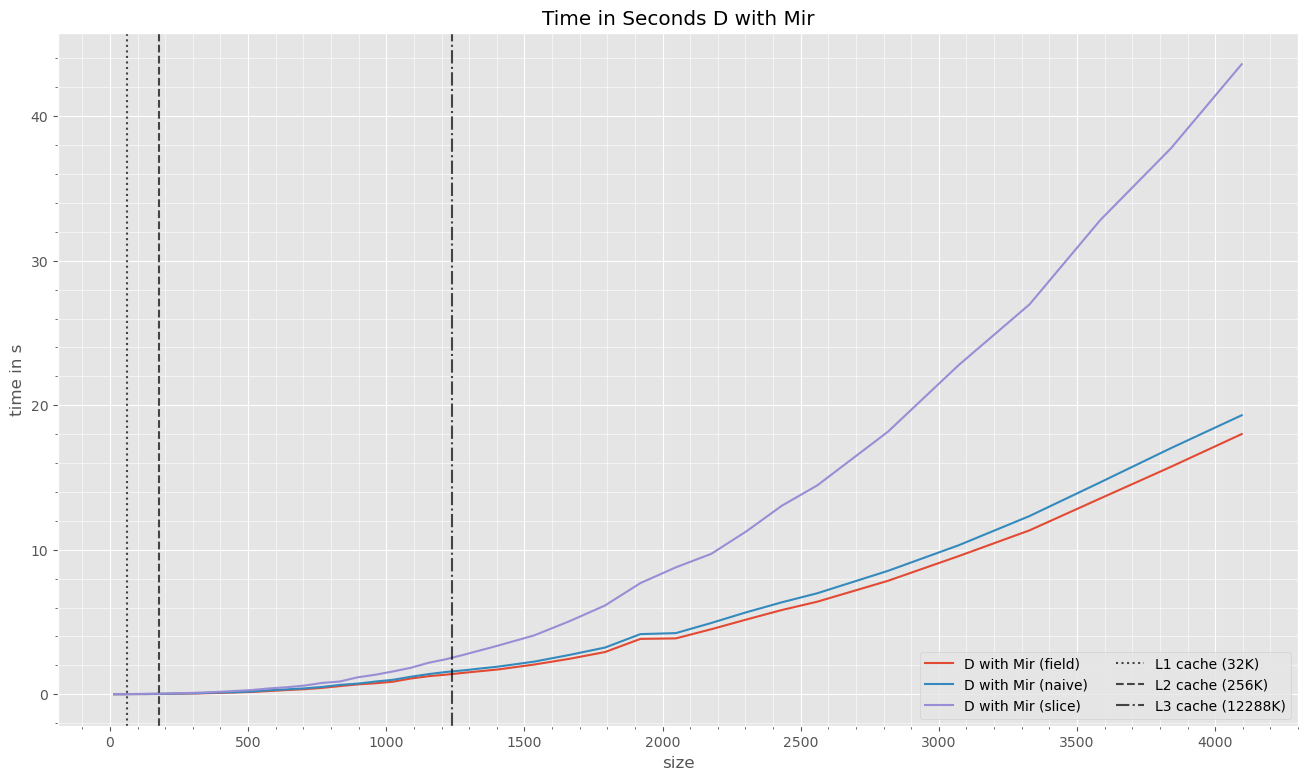 Time in Seconds D with Mir
time in s
40
30
20
10
0
0 500 1000 1500 2000 2500 3000 3500 4000
size
D with Mir (field)
D with Mir (naive)
D with Mir (slice)
L1 cache (32K)
L2 cache (256K)
L3 cache (12288K)